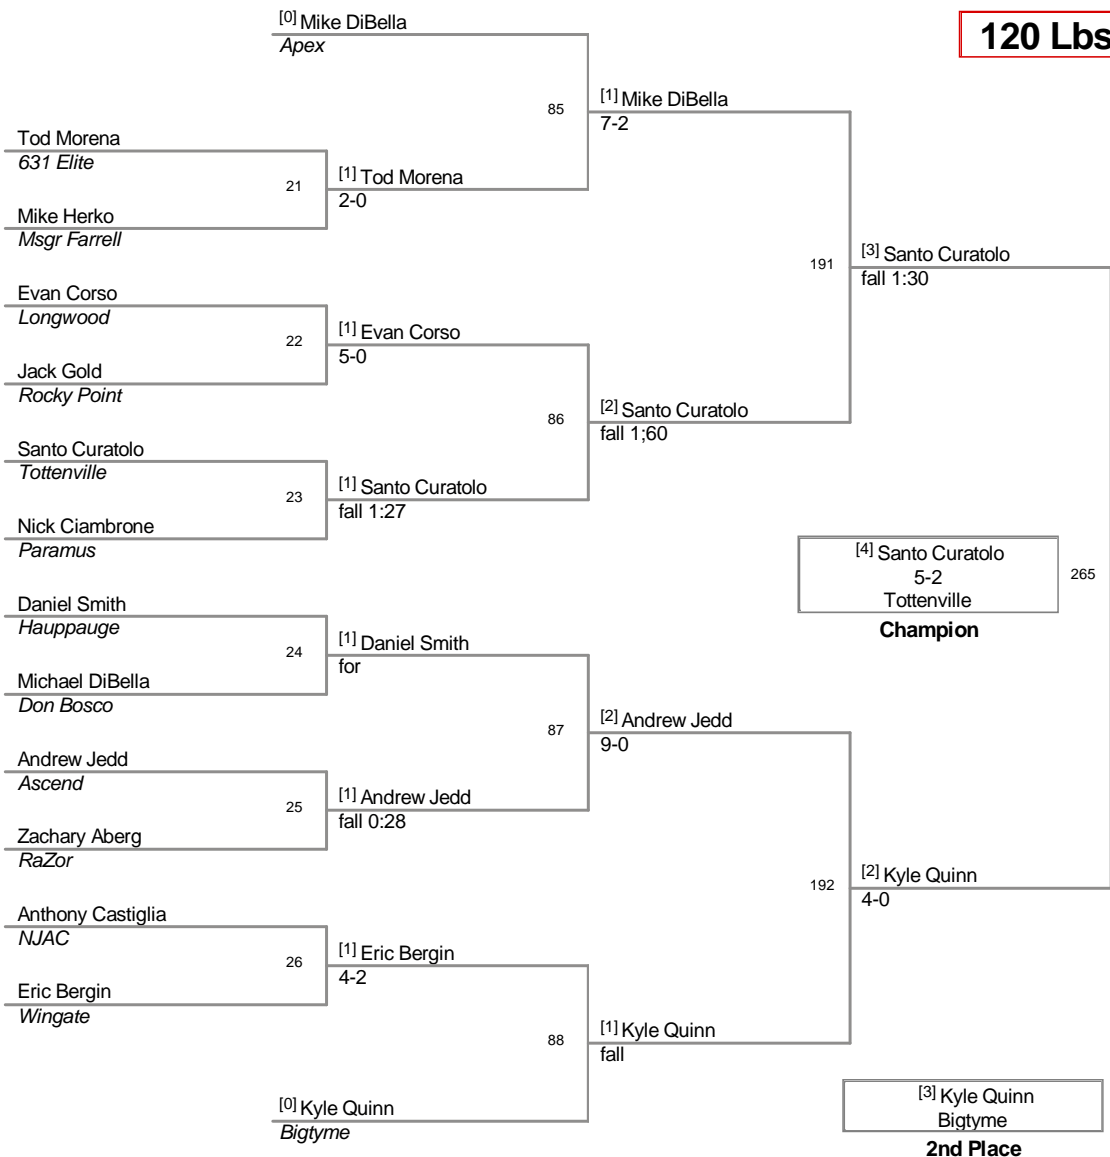 [0] Mike DiBella
Apex
120 Lbs
85
[1] Mike DiBella
7-2
Tod Morena
631 Elite
21
[1] Tod Morena
2-0
Mike Herko
Msgr Farrell
191
[3] Santo Curatolo
fall 1:30
Evan Corso
Longwood
22
[1] Evan Corso
5-0
Jack Gold
Rocky Point
86
[2] Santo Curatolo
fall 1;60
Santo Curatolo
Tottenville
23
[1] Santo Curatolo
fall 1:27
Nick Ciambrone
Paramus
[4] Santo Curatolo
5-2
Tottenville
265
Champion
Daniel Smith
Hauppauge
24
[1] Daniel Smith
for
Michael DiBella
Don Bosco
87
[2] Andrew Jedd
9-0
Andrew Jedd
Ascend
25
[1] Andrew Jedd
fall 0:28
Zachary Aberg
RaZor
192
[2] Kyle Quinn
4-0
Anthony Castiglia
NJAC
26
[1] Eric Bergin
4-2
Eric Bergin
Wingate
88
[1] Kyle Quinn
fall
[0] Kyle Quinn
Bigtyme
[3] Kyle Quinn
Bigtyme
2nd Place